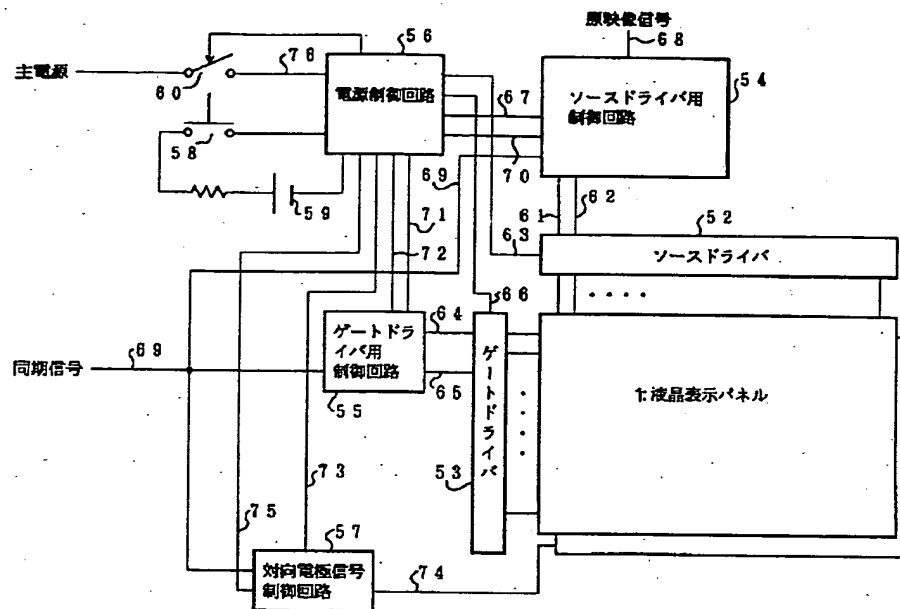 原映像信号
68
56
主電源
76
60
電源制御回路
67
ソースドライバ用
制御回路
54
58
70
69
59
71
61
62
63
52
72
ソースドライバ
66
64
69
同期信号
ゲートドラ
イバ用
制御回路
65
55
ゲートドライバ
1:液晶表示パネル
53
73
75
57
対向電極信号
制御回路
74